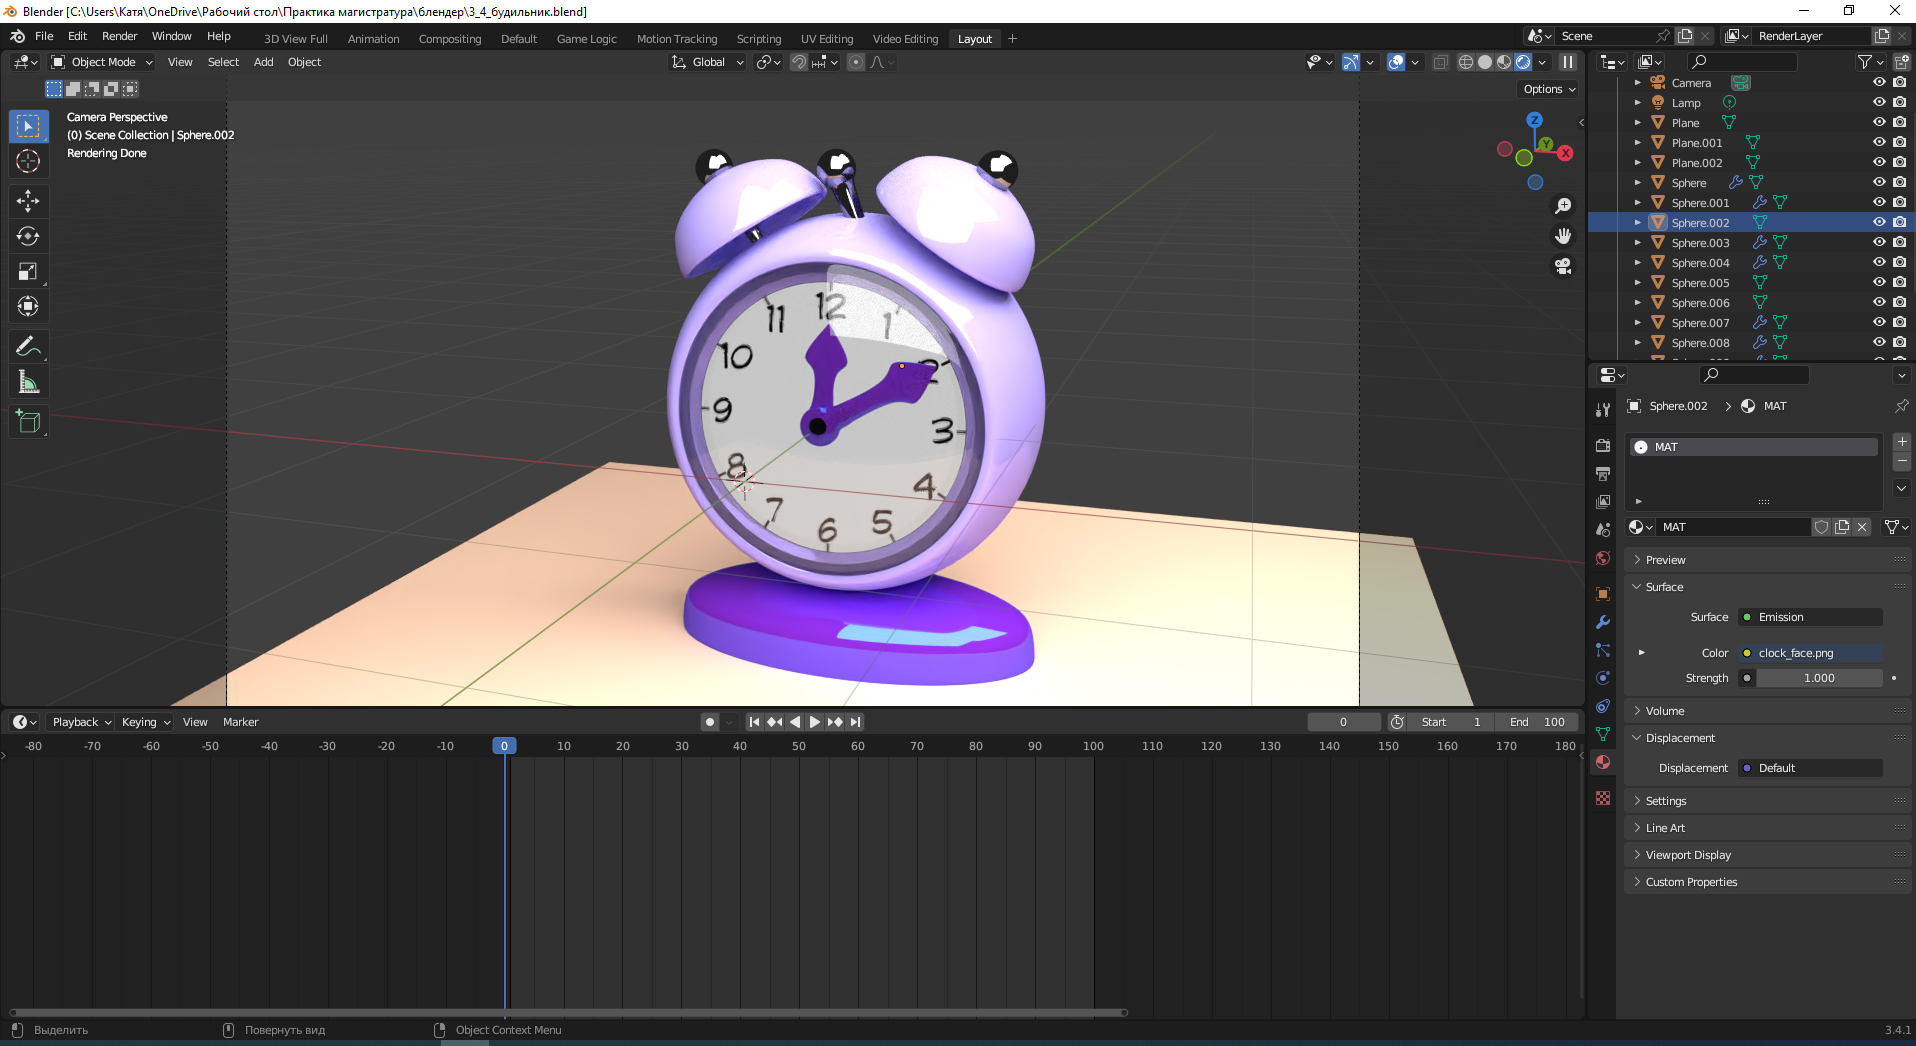 Blender [C:\Users\Катя\OneDrive\Рабочий стол\Практика магистратура\блендер\3_4_будильник.blend]
File Edit Render Window Help 3D View Full Animation Compositing Default Game Logic Motion Tracking Scripting UV Editing Video Editing Layout Scene RenderLayer
Object Mode View Select Add Object Global
Options
Camera Perspective
(0) Scene Collection | Sphere.002
Rendering Done
Z
Y
X
12
11
1
10
2
9
3
8
4
7
5
6
Camera
Lamp
Plane
Plane.001
Plane.002
Sphere
Sphere.001
Sphere.002
Sphere.003
Sphere.004
Sphere.005
Sphere.006
Sphere.007
Sphere.008
Sphere.002 MAT
MAT
MAT
Preview
Surface
Surface Emission
Color clock_face.png
Strength 1.000
Volume
Displacement
Displacement Default
Settings
Line Art
Viewport Display
Custom Properties
Playback Keying View Marker 0 Start 1 End 100
-80 -70 -60 -50 -40 -30 -20 -10 0 10 20 30 40 50 60 70 80 90 100 110 120 130 140 150 160 170 180
Выделить Повернуть вид Object Context Menu 3.4.1